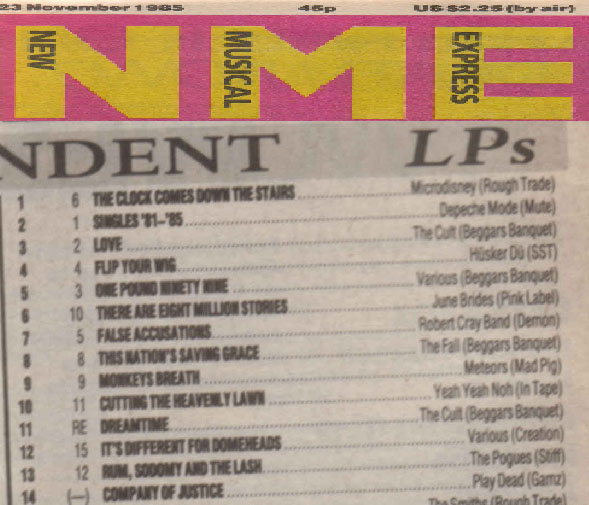 23 November 1985 45p US $2.25 (by air)
NEW MUSICAL EXPRESS
NME
NDENT LPs
1 6 THE CLOCK COMES DOWN THE STAIRS Microdisney (Rough Trade)
2 1 SINGLES '81–'85 Depeche Mode (Mute)
3 2 LOVE The Cult (Beggars Banquet)
4 4 FLIP YOUR WIG Hüsker Dü (SST)
5 3 ONE POUND NINETY NINE Various (Beggars Banquet)
6 10 THERE ARE EIGHT MILLION STORIES June Brides (Pink Label)
7 5 FALSE ACCUSATIONS Robert Cray Band (Demon)
8 8 THIS NATION'S SAVING GRACE The Fall (Beggars Banquet)
9 9 MONKEYS BREATH Meteors (Mad Pig)
10 11 CUTTING THE HEAVENLY LAWN Yeah Yeah Noh (In Tape)
11 RE DREAMTIME The Cult (Beggars Banquet)
12 15 IT'S DIFFERENT FOR DOMEHEADS Various (Creation)
13 12 RUM, SODOMY AND THE LASH The Pogues (Stiff)
14 (—) COMPANY OF JUSTICE Play Dead (Gamz)
The Smiths (Rough Trade)